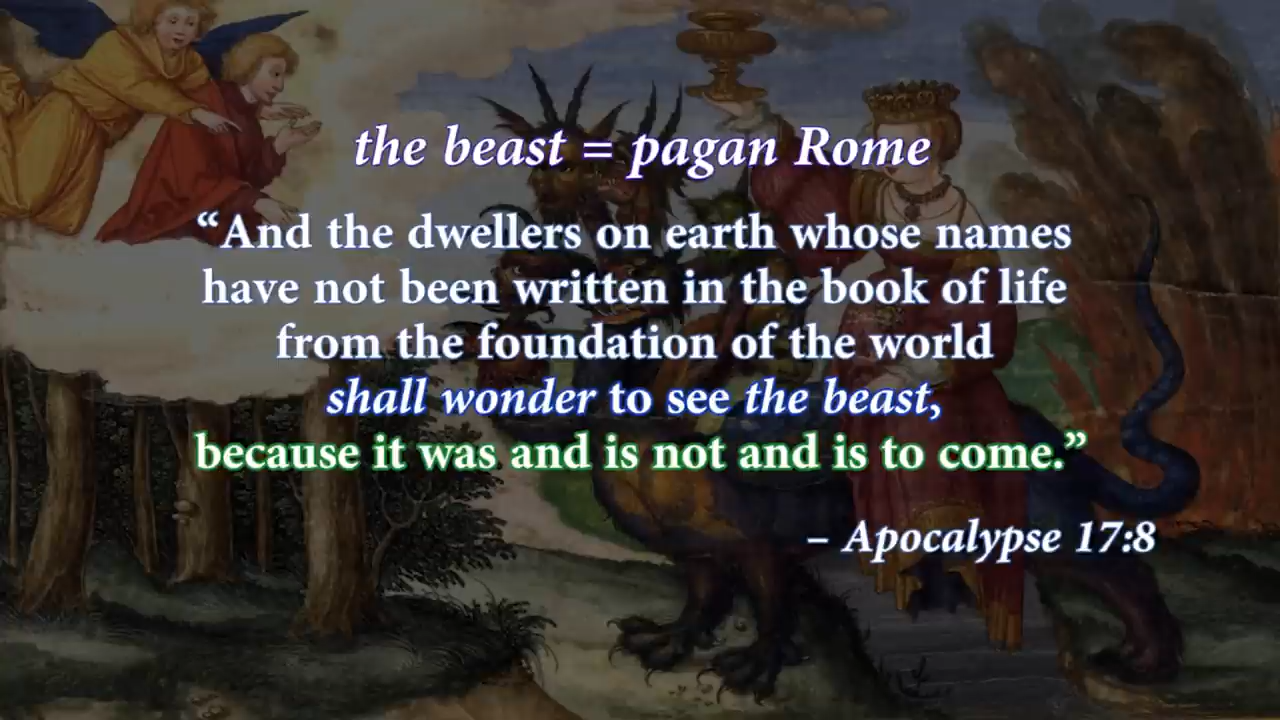 the beast = pagan Rome
“And the dwellers on earth whose names
have not been written in the book of life
from the foundation of the world
shall wonder to see the beast,
because it was and is not and is to come.”
– Apocalypse 17:8